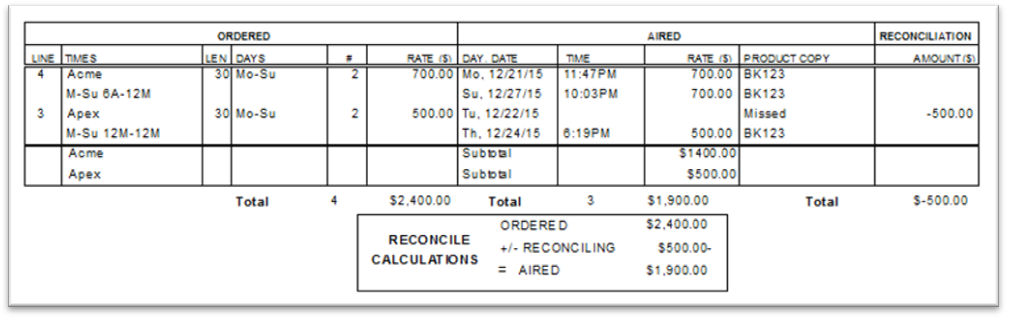 ORDERED AIRED RECONCILIATION
LINE TIMES LEN DAYS # RATE ($) DAY, DATE TIME RATE ($) PRODUCT COPY AMOUNT($)
4 Acme 30 Mo-Su 2 700.00 Mo, 12/21/15 11:47PM 700.00 BK123
M-Su 6A-12M Su, 12/27/15 10:03PM 700.00 BK123
3 Apex 30 Mo-Su 2 500.00 Tu, 12/22/15 Missed -500.00
M-Su 12M-12M Th, 12/24/15 6:19PM 500.00 BK123
Acme Subtotal $1400.00
Apex Subtotal $500.00
Total 4 $2,400.00 Total 3 $1,900.00 Total $-500.00
ORDERED $2,400.00
RECONCILE +/- RECONCILING $500.00-
CALCULATIONS = AIRED $1,900.00